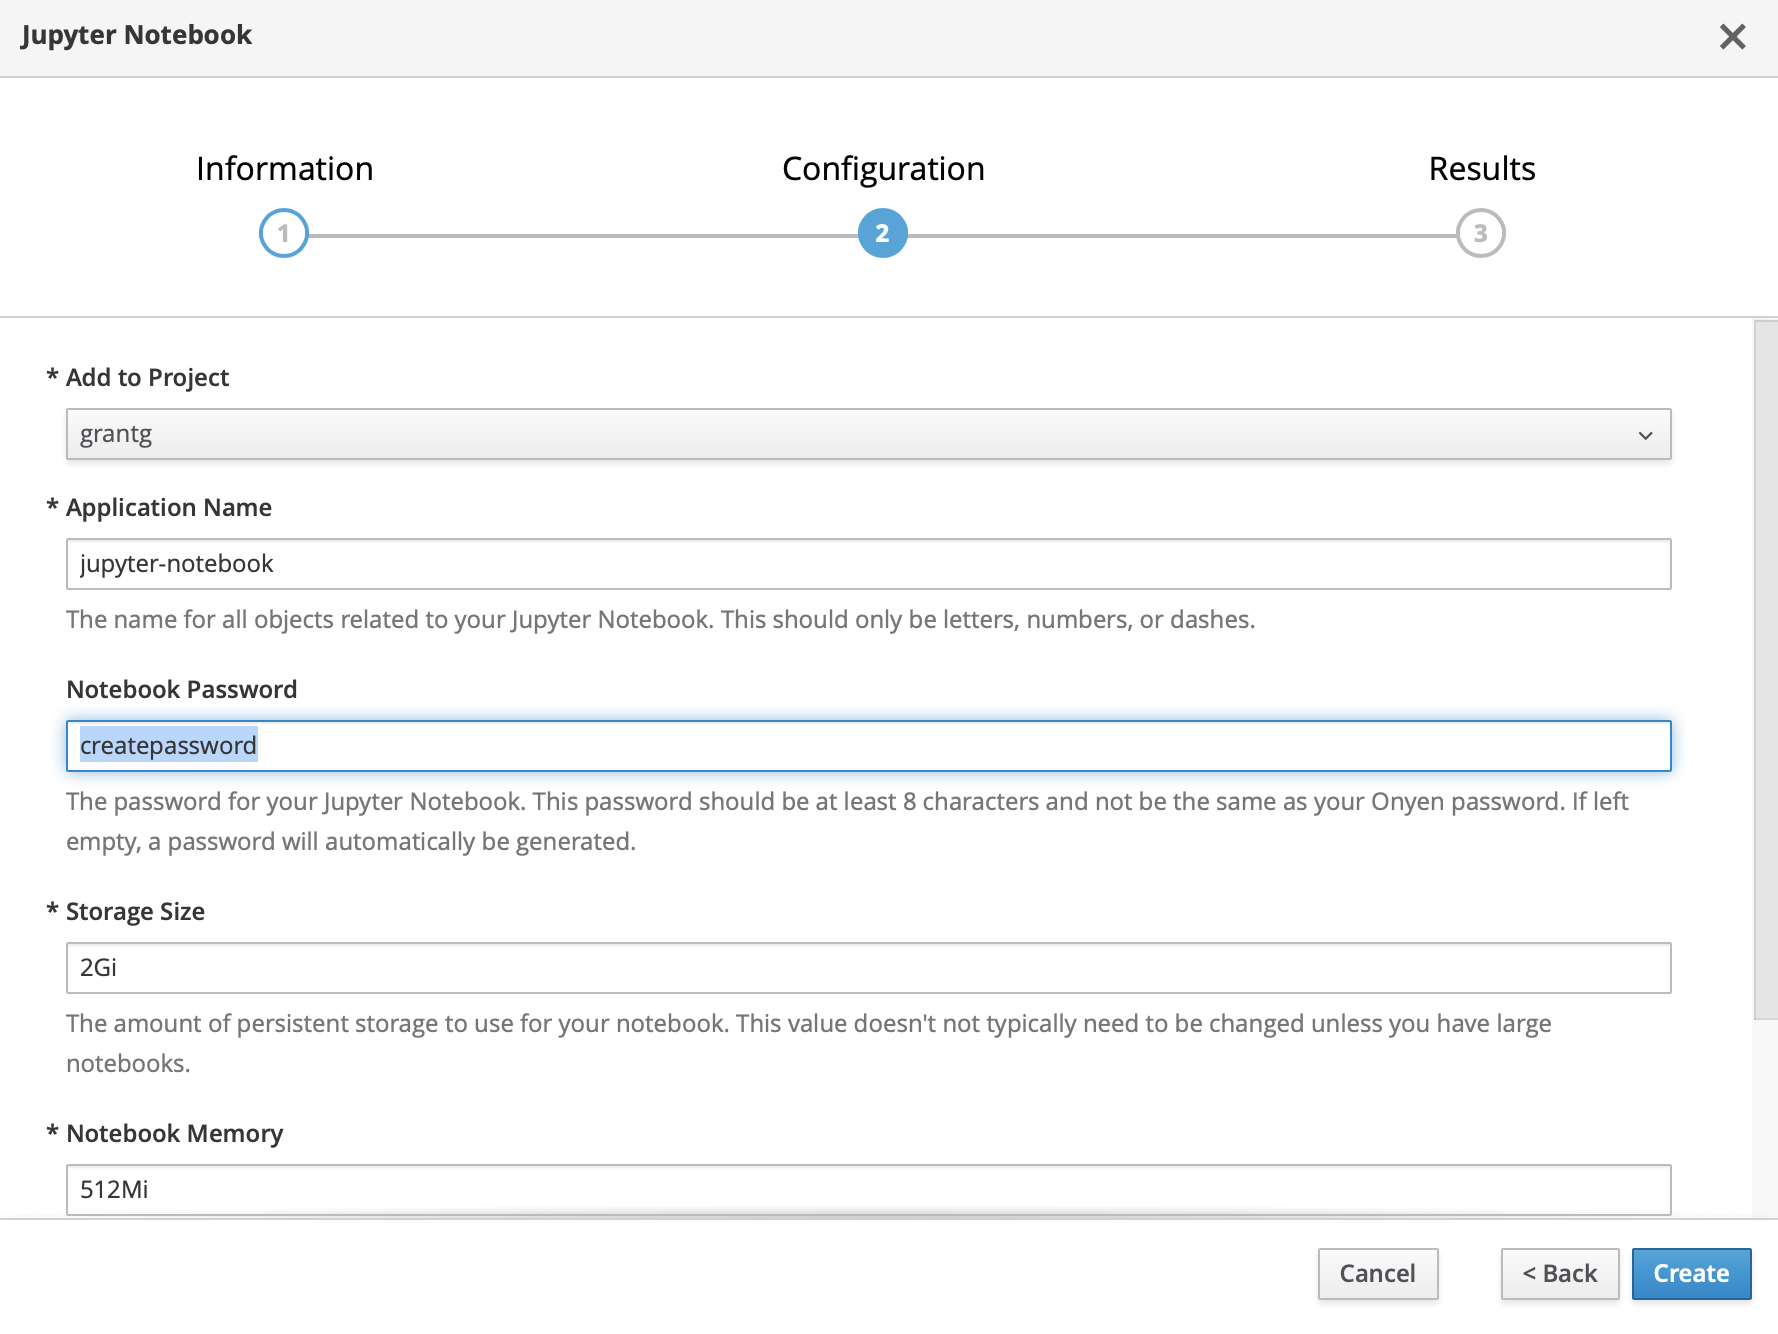 Jupyter Notebook
Information
Configuration
Results
1
2
3
* Add to Project
grantg
* Application Name
jupyter-notebook
The name for all objects related to your Jupyter Notebook. This should only be letters, numbers, or dashes.
Notebook Password
createpassword
The password for your Jupyter Notebook. This password should be at least 8 characters and not be the same as your Onyen password. If left
empty, a password will automatically be generated.
* Storage Size
2Gi
The amount of persistent storage to use for your notebook. This value doesn't not typically need to be changed unless you have large
notebooks.
* Notebook Memory
512Mi
Cancel
< Back
Create